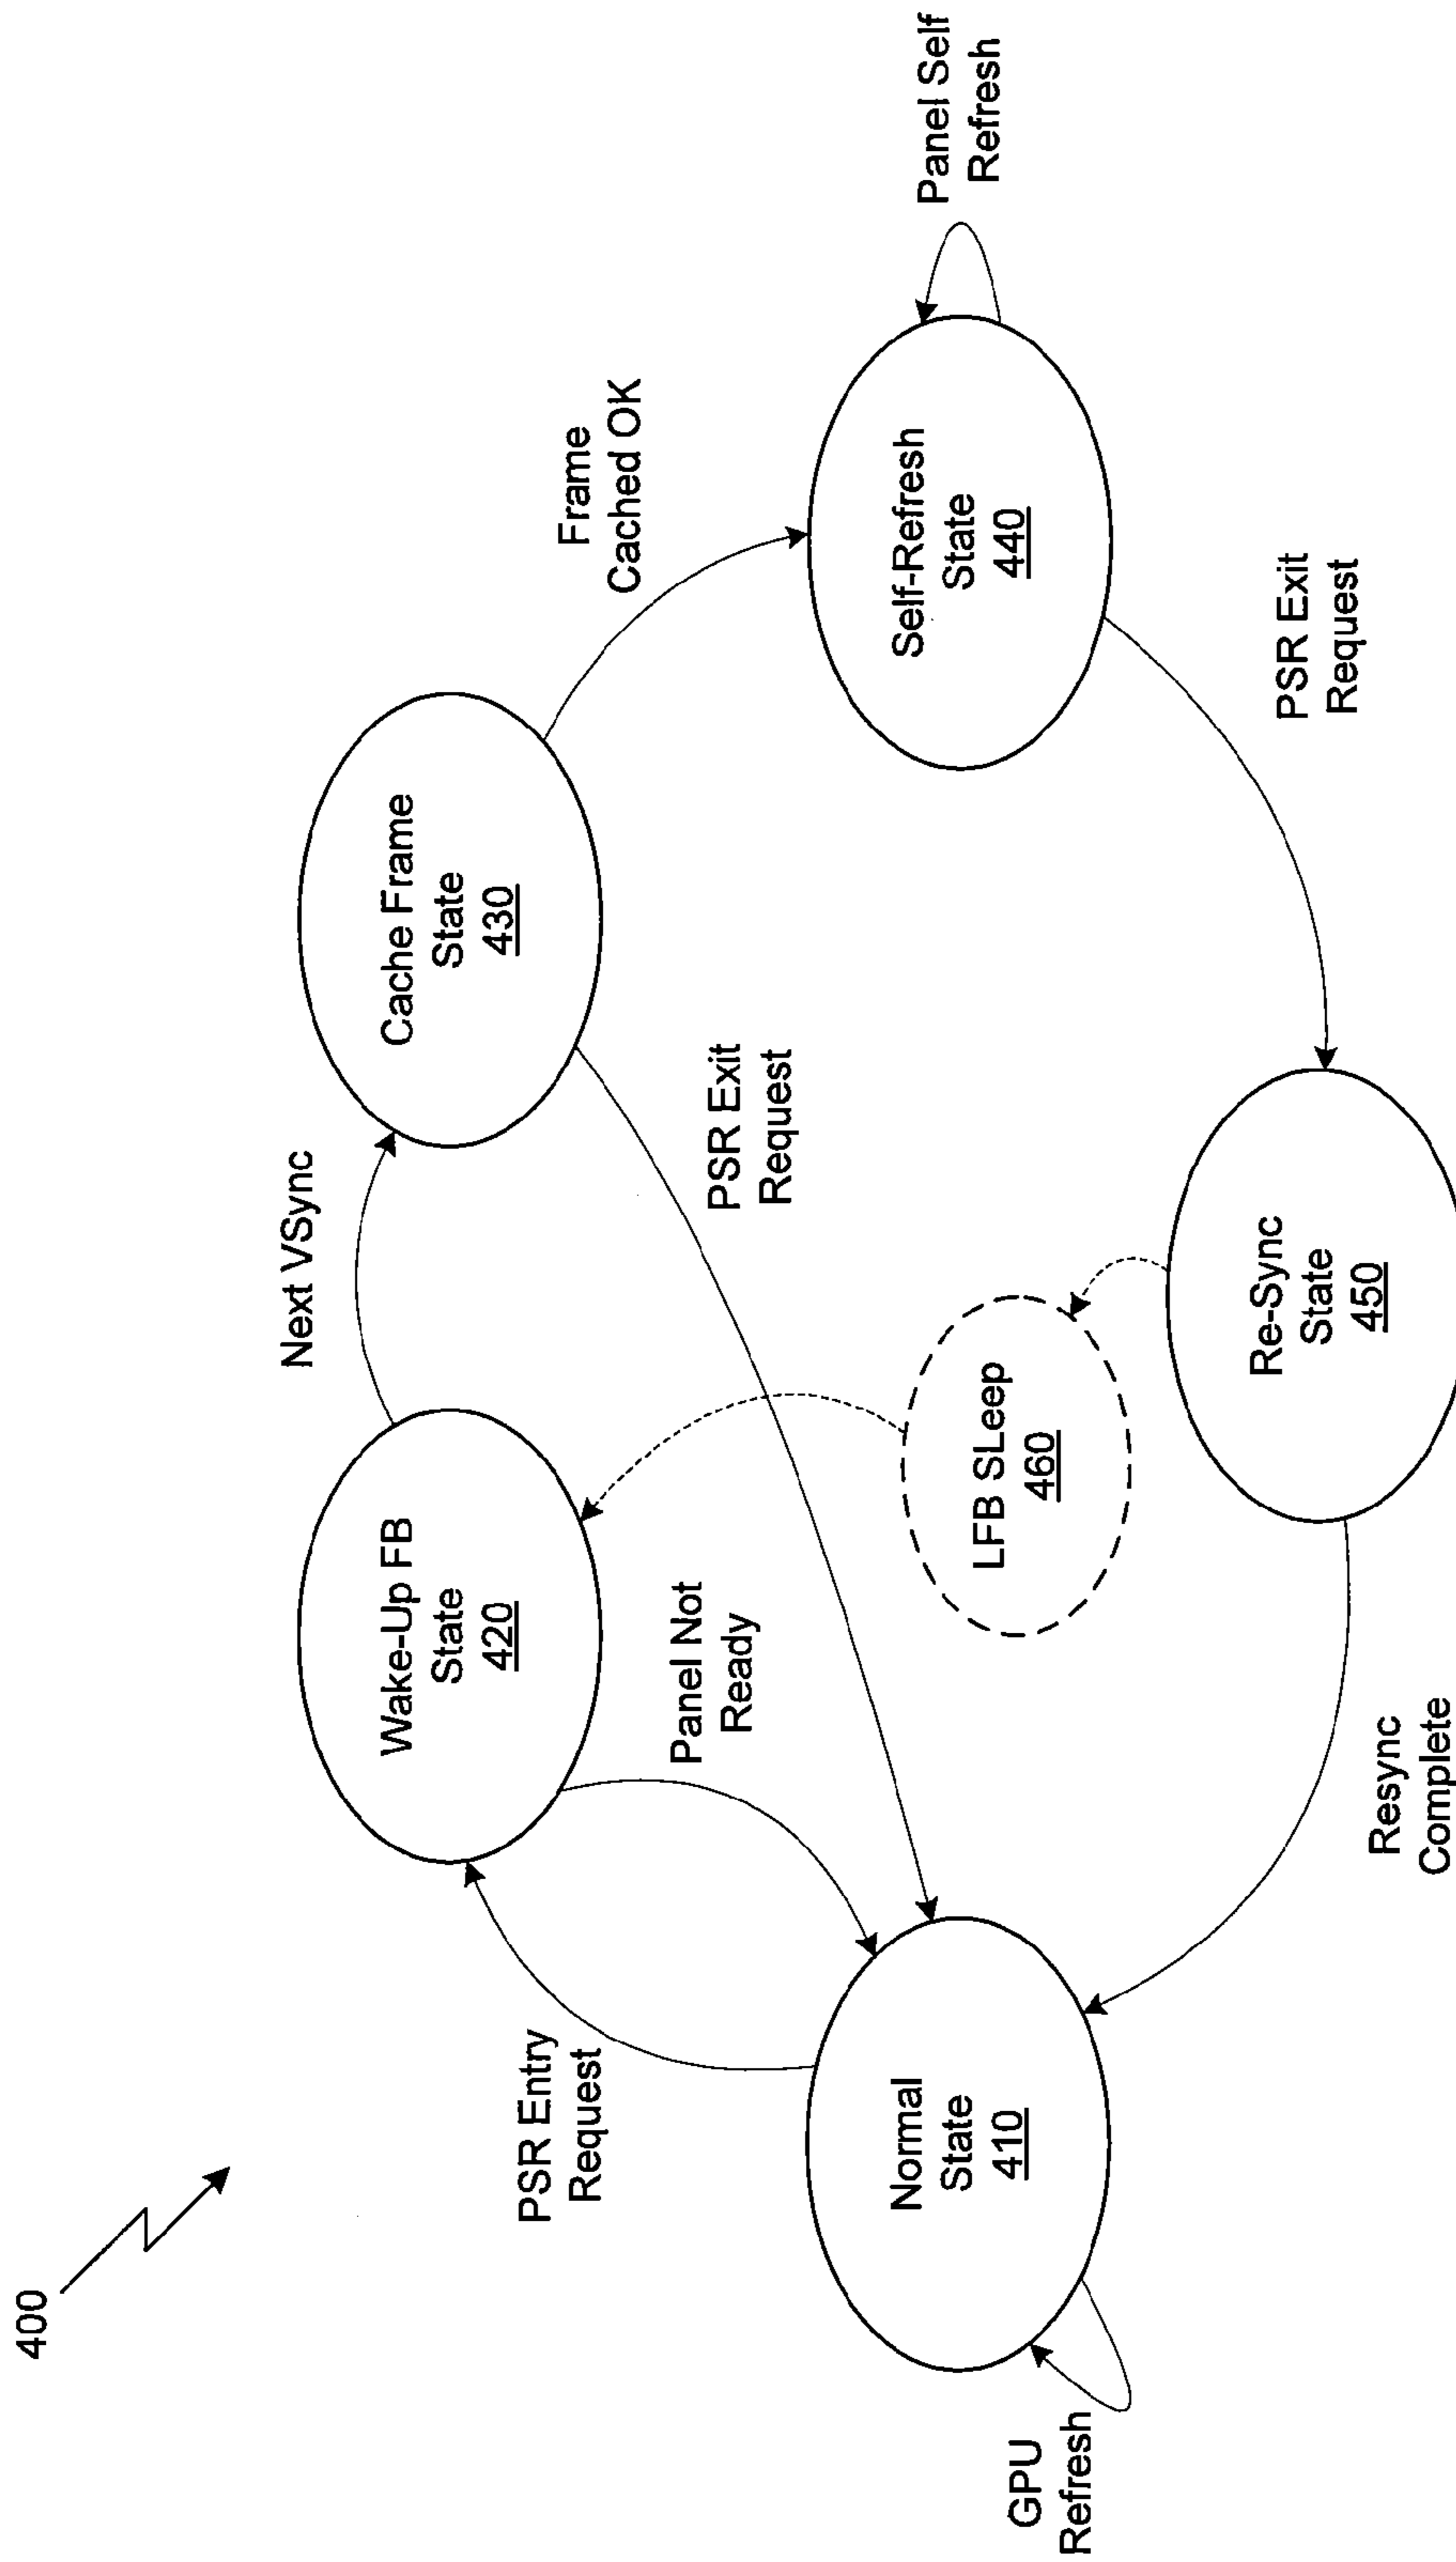 400
Next VSync
Wake-Up FB
State
420
Cache Frame
State
430
PSR Entry
Request
Panel Not
Ready
PSR Exit
Request
Frame
Cached OK
Normal
State
410
LFB SLeep
460
Self-Refresh
State
440
Panel Self
Refresh
GPU
Refresh
Re-Sync
State
450
PSR Exit
Request
Resync
Complete